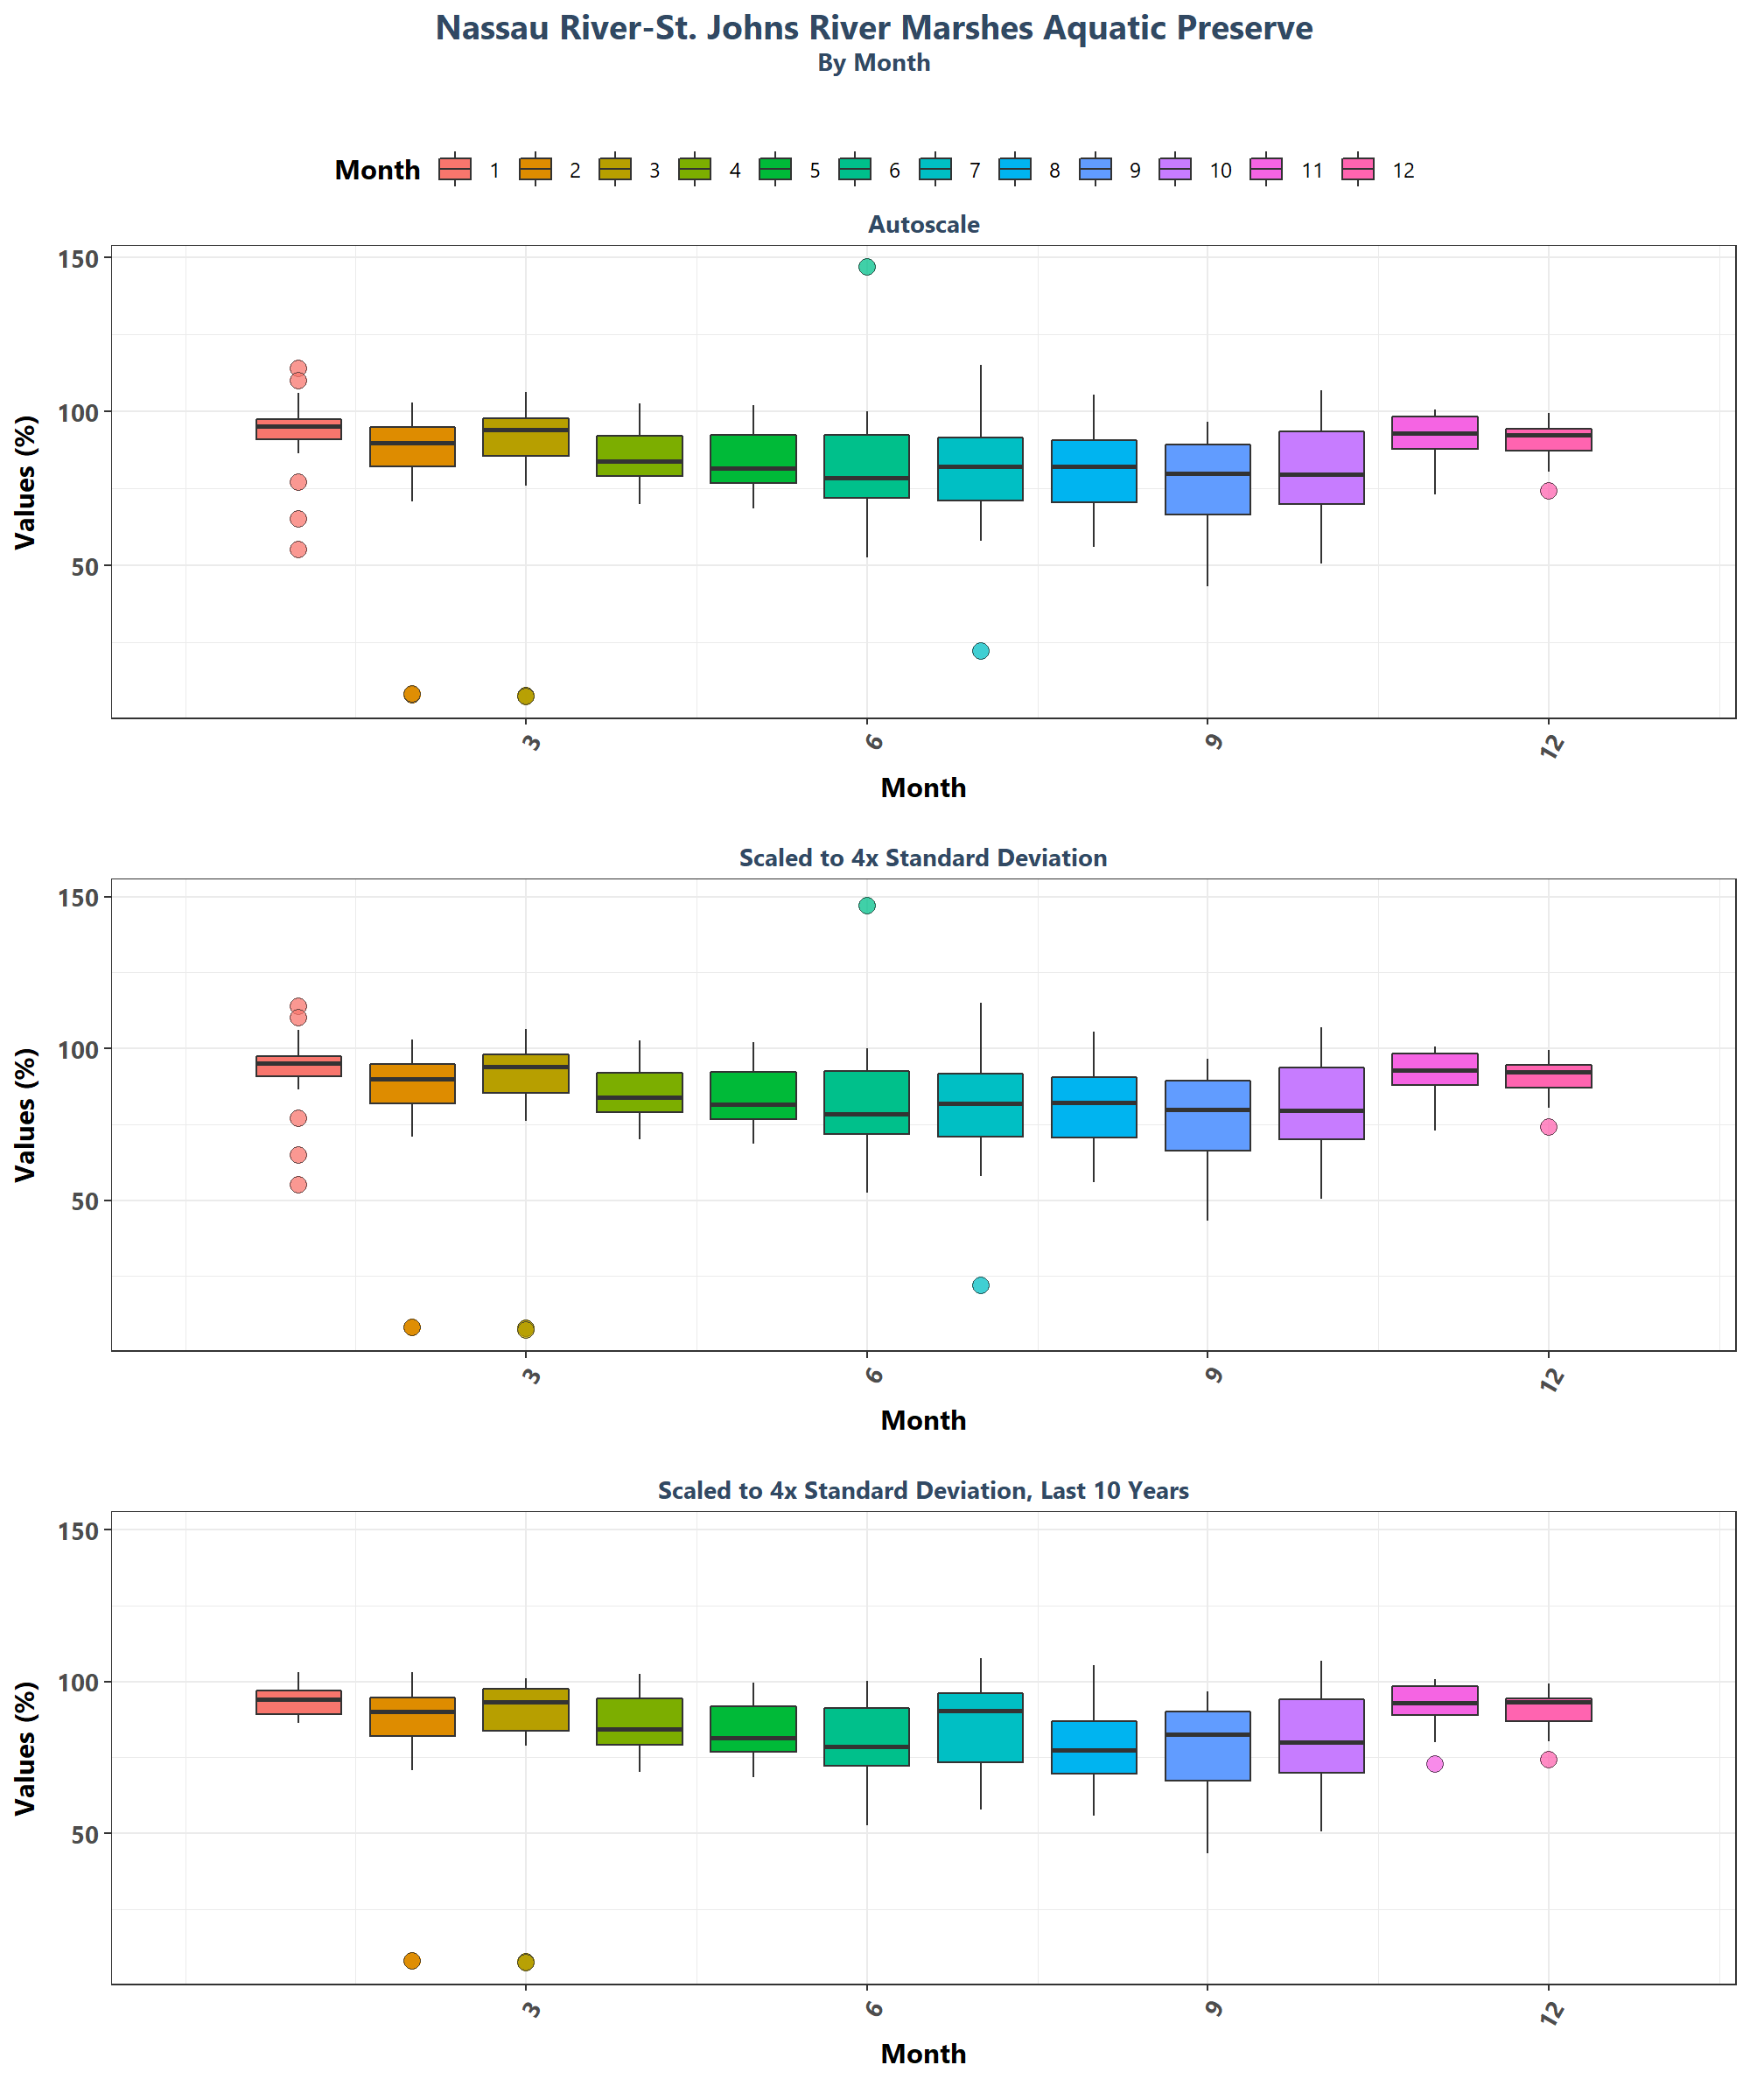 Nassau River-St. Johns River Marshes Aquatic Preserve
By Month
Month 1 2 3 4 5 6 7 8 9 10 11 12
Autoscale
150
100
50
Values (%)
3 6 9 12
Month
Scaled to 4x Standard Deviation
150
100
50
Values (%)
3 6 9 12
Month
Scaled to 4x Standard Deviation, Last 10 Years
150
100
50
Values (%)
3 6 9 12
Month